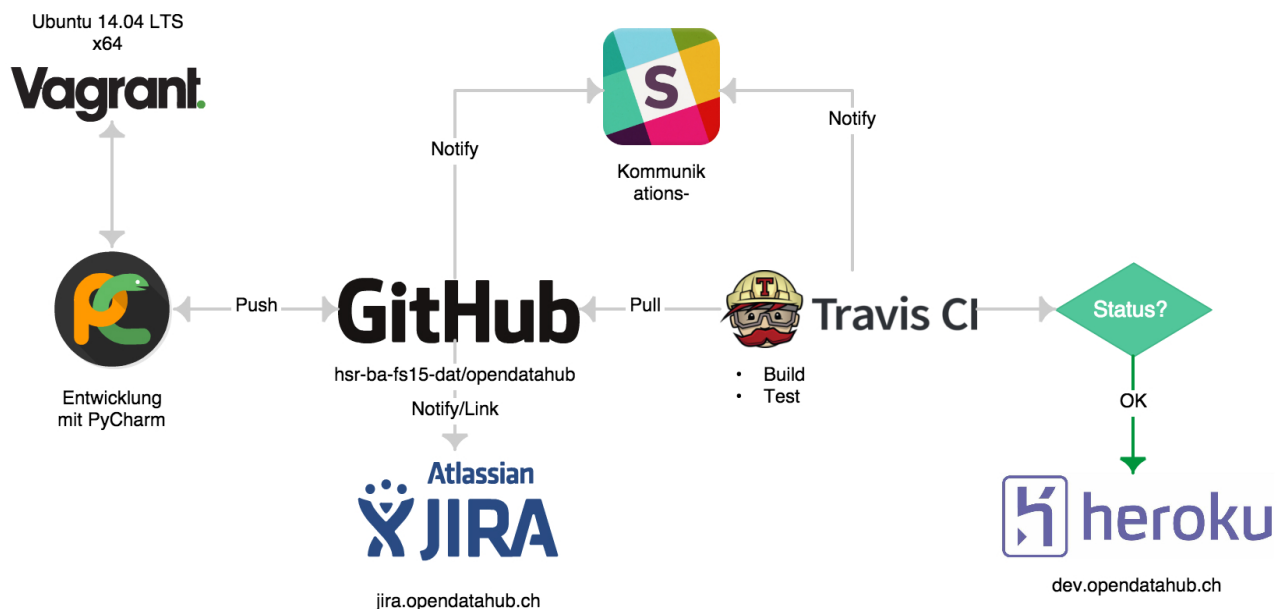 Ubuntu 14.04 LTS
x64
Vagrant.
S
Kommunik
ations-
Notify
Notify
PC
Push
GitHub
Pull
T
Travis CI
Status?
hsr-ba-fs15-dat/opendatahub
• Build
• Test
Entwicklung
mit PyCharm
Notify/Link
OK
Atlassian
JIRA
heroku
jira.opendatahub.ch
dev.opendatahub.ch